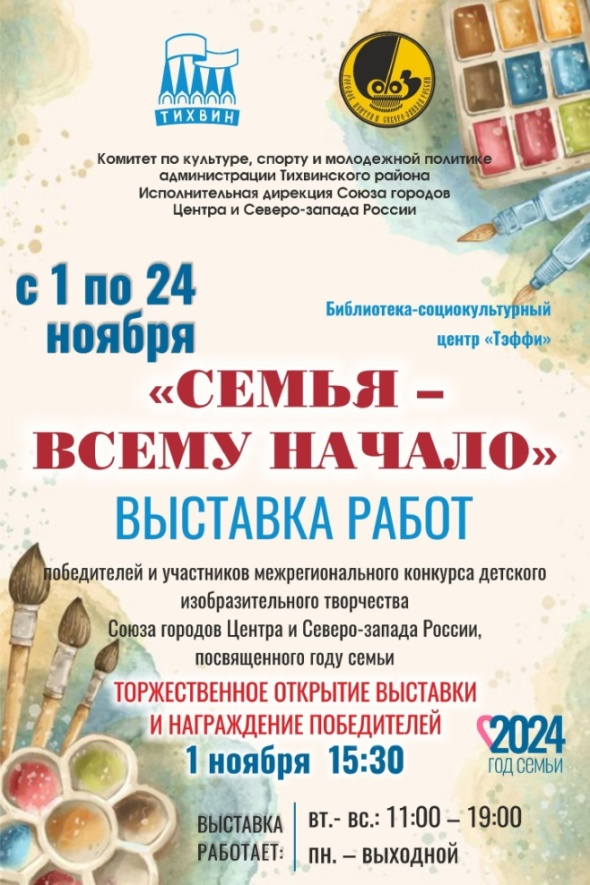 ТИХВИН
ГОРОДОВ ЦЕНТРА И СЕВЕРО-ЗАПАДА РОССИИ
Комитет по культуре, спорту и молодежной политике
администрации Тихвинского района
Исполнительная дирекция Союза городов
Центра и Северо-запада России
с 1 по 24
ноября
Библиотека-социокультурный
центр «Тэффи»
«СЕМЬЯ –
ВСЕМУ НАЧАЛО»
ВЫСТАВКА РАБОТ
победителей и участников межрегионального конкурса детского
изобразительного творчества
Союза городов Центра и Северо-запада России,
посвященного году семьи
ТОРЖЕСТВЕННОЕ ОТКРЫТИЕ ВЫСТАВКИ
И НАГРАЖДЕНИЕ ПОБЕДИТЕЛЕЙ
1 ноября 15:30
2024
ГОД СЕМЬИ
ВЫСТАВКА
РАБОТАЕТ:
вт.- вс.: 11:00 – 19:00
пн. – выходной